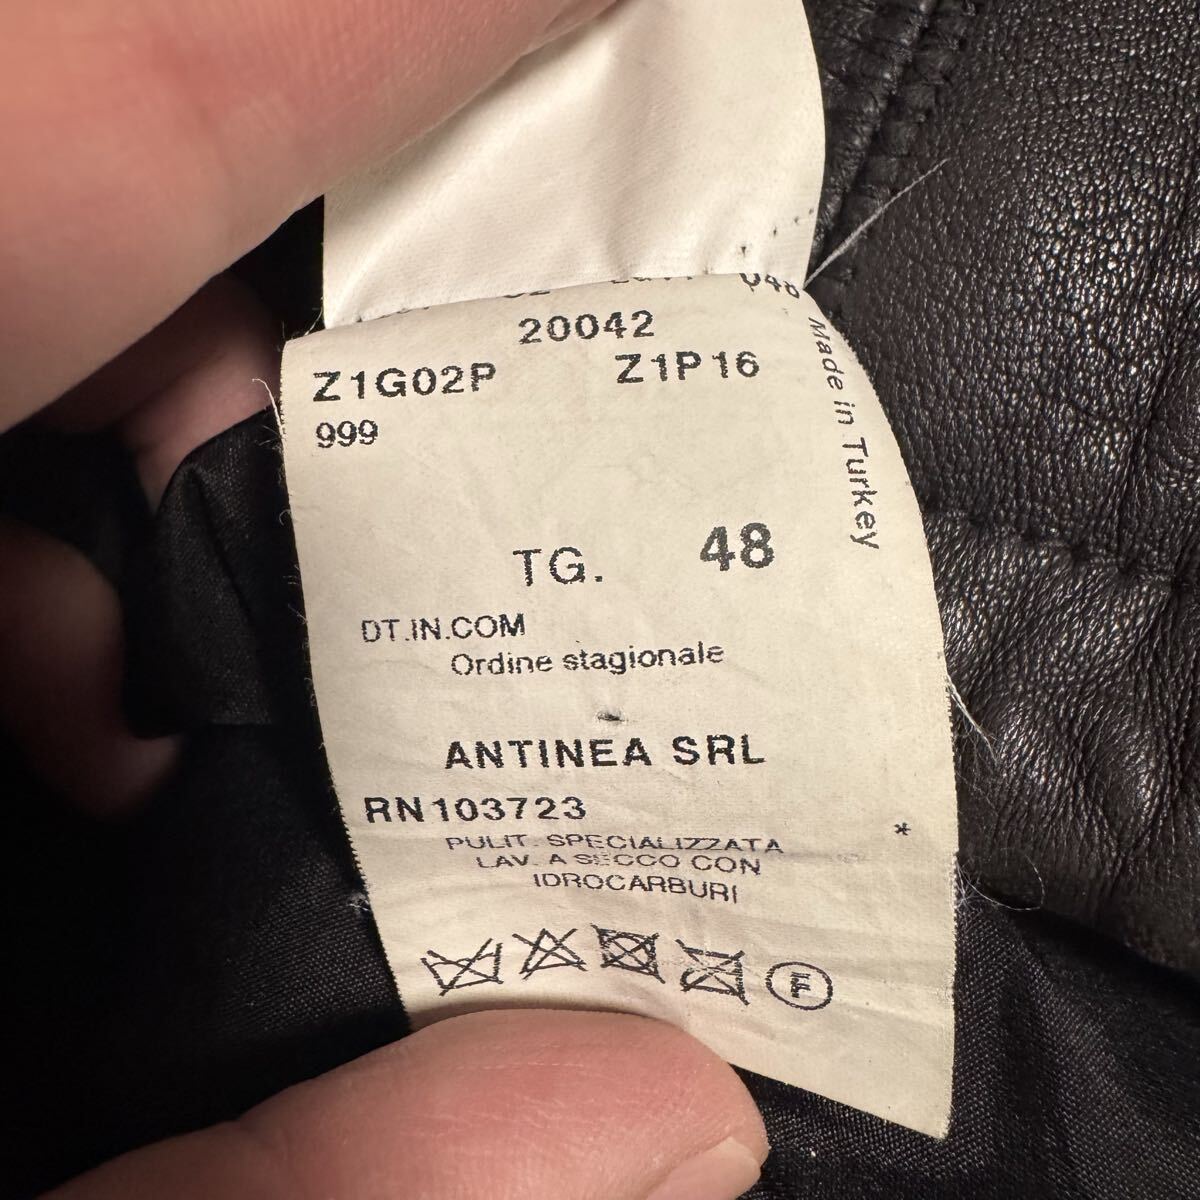 048
20042
Z1G02P Z1P16
999
Made in Turkey
TG. 48
DT.IN.COM
Ordine stagionale
ANTINEA SRL
RN103723
*
PULIT. SPECIALIZZATA
LAV. A SECCO CON
IDROCARBURI
F